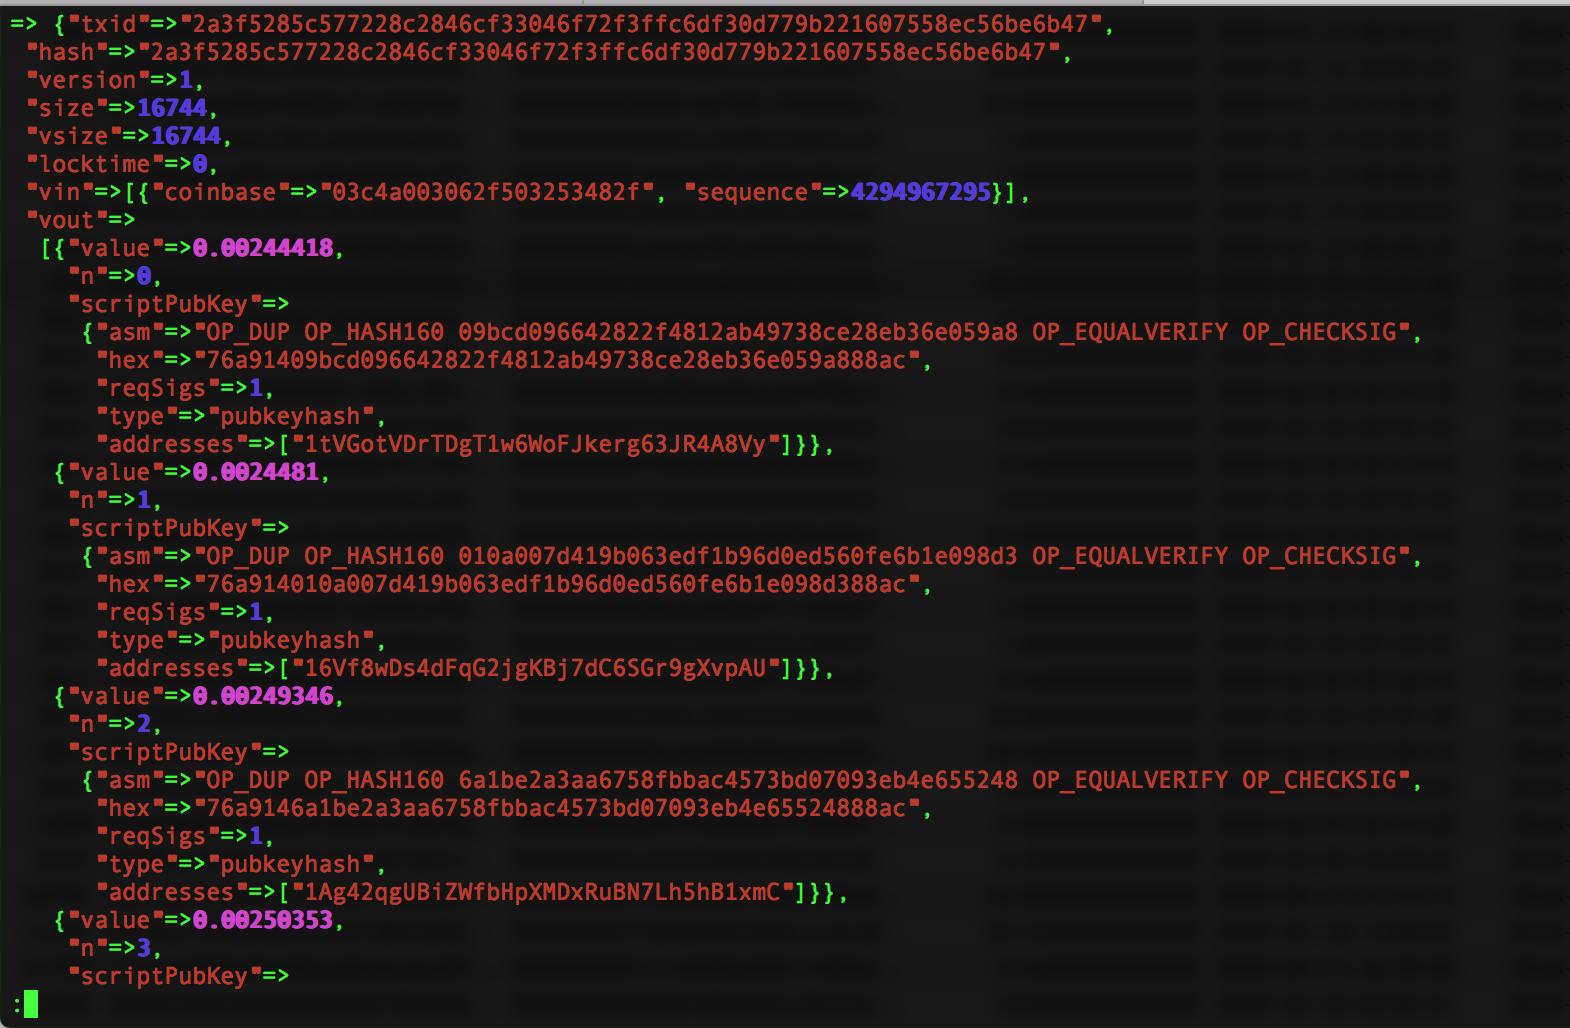 => {"txid"=>"2a3f5285c577228c2846cf33046f72f3ffc6df30d779b221607558ec56be6b47",
"hash"=>"2a3f5285c577228c2846cf33046f72f3ffc6df30d779b221607558ec56be6b47",
"version"=>1,
"size"=>16744,
"vsize"=>16744,
"locktime"=>0,
"vin"=>[{"coinbase"=>"03c4a003062f503253482f", "sequence"=>4294967295}],
"vout"=>
[{"value"=>0.00244418,
"n"=>0,
"scriptPubKey"=>
{"asm"=>"OP_DUP OP_HASH160 09bcd096642822f4812ab49738ce28eb36e059a8 OP_EQUALVERIFY OP_CHECKSIG",
"hex"=>"76a91409bcd096642822f4812ab49738ce28eb36e059a888ac",
"reqSigs"=>1,
"type"=>"pubkeyhash",
"addresses"=>["1tVGotVDrTDgT1w6WoFJkerg63JR4A8Vy"]}},
{"value"=>0.0024481,
"n"=>1,
"scriptPubKey"=>
{"asm"=>"OP_DUP OP_HASH160 010a007d419b063edf1b96d0ed560fe6b1e098d3 OP_EQUALVERIFY OP_CHECKSIG",
"hex"=>"76a914010a007d419b063edf1b96d0ed560fe6b1e098d388ac",
"reqSigs"=>1,
"type"=>"pubkeyhash",
"addresses"=>["16Vf8wDs4dFqG2jgKBj7dC6SGr9gXvpAU"]}},
{"value"=>0.00249346,
"n"=>2,
"scriptPubKey"=>
{"asm"=>"OP_DUP OP_HASH160 6a1be2a3aa6758fbbac4573bd07093eb4e655248 OP_EQUALVERIFY OP_CHECKSIG",
"hex"=>"76a9146a1be2a3aa6758fbbac4573bd07093eb4e65524888ac",
"reqSigs"=>1,
"type"=>"pubkeyhash",
"addresses"=>["1Ag42qgUBiZWfbHpXMDxRuBN7Lh5hB1xmC"]}},
{"value"=>0.00250353,
"n"=>3,
"scriptPubKey"=>
: